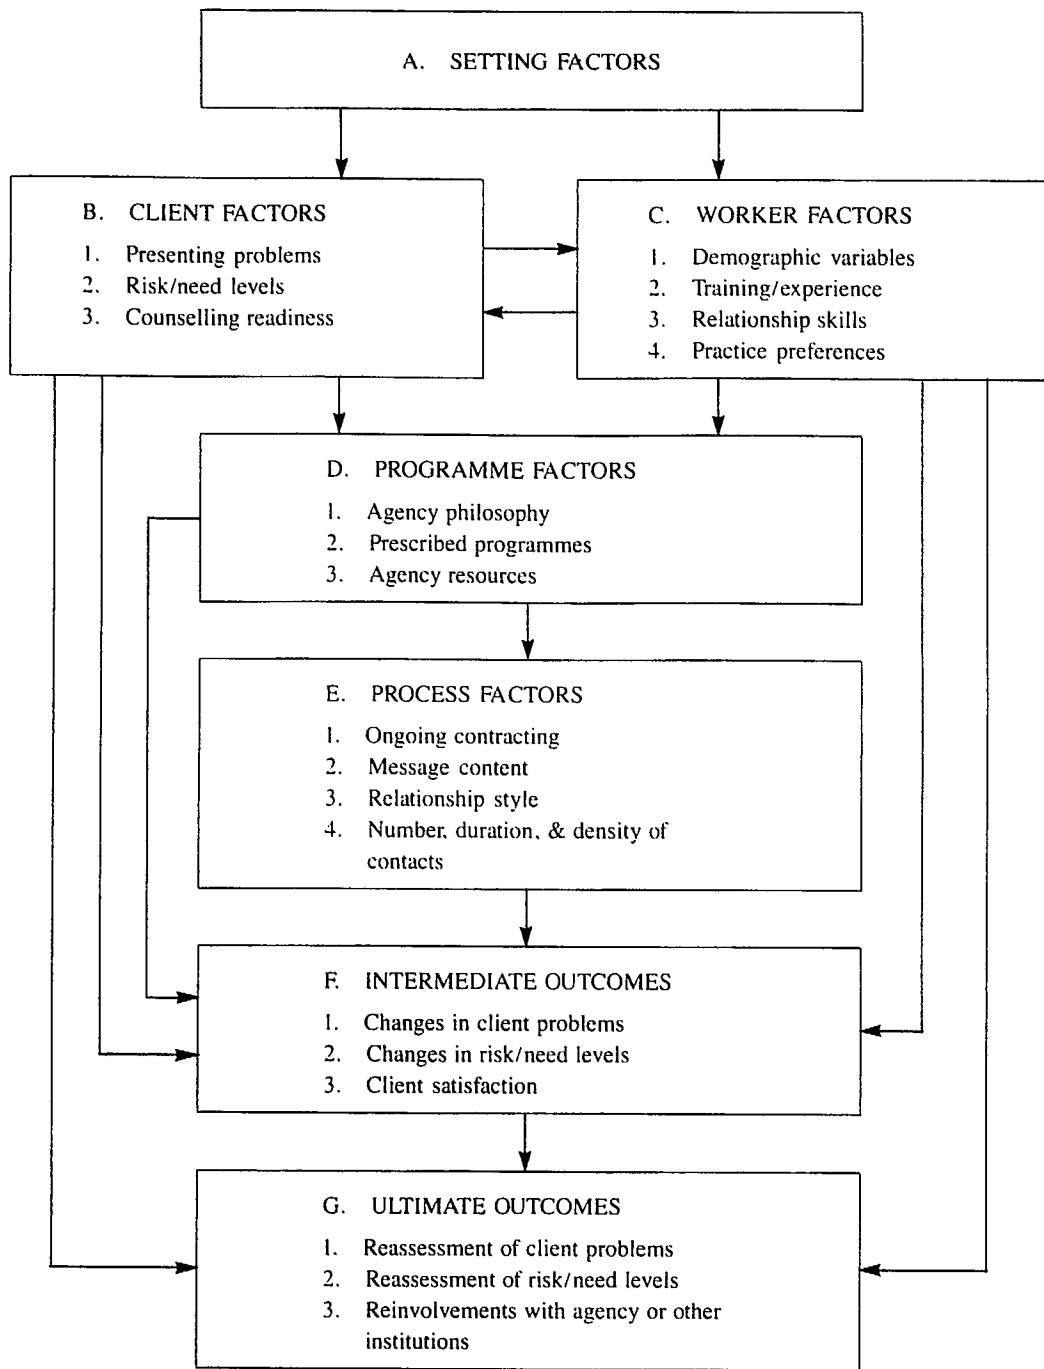 A. SETTING FACTORS
B. CLIENT FACTORS
1. Presenting problems
2. Risk/need levels
3. Counselling readiness
C. WORKER FACTORS
1. Demographic variables
2. Training/experience
3. Relationship skills
4. Practice preferences
D. PROGRAMME FACTORS
1. Agency philosophy
2. Prescribed programmes
3. Agency resources
E. PROCESS FACTORS
1. Ongoing contracting
2. Message content
3. Relationship style
4. Number, duration, & density of
contacts
F. INTERMEDIATE OUTCOMES
1. Changes in client problems
2. Changes in risk/need levels
3. Client satisfaction
G. ULTIMATE OUTCOMES
1. Reassessment of client problems
2. Reassessment of risk/need levels
3. Reinvolvements with agency or other
institutions